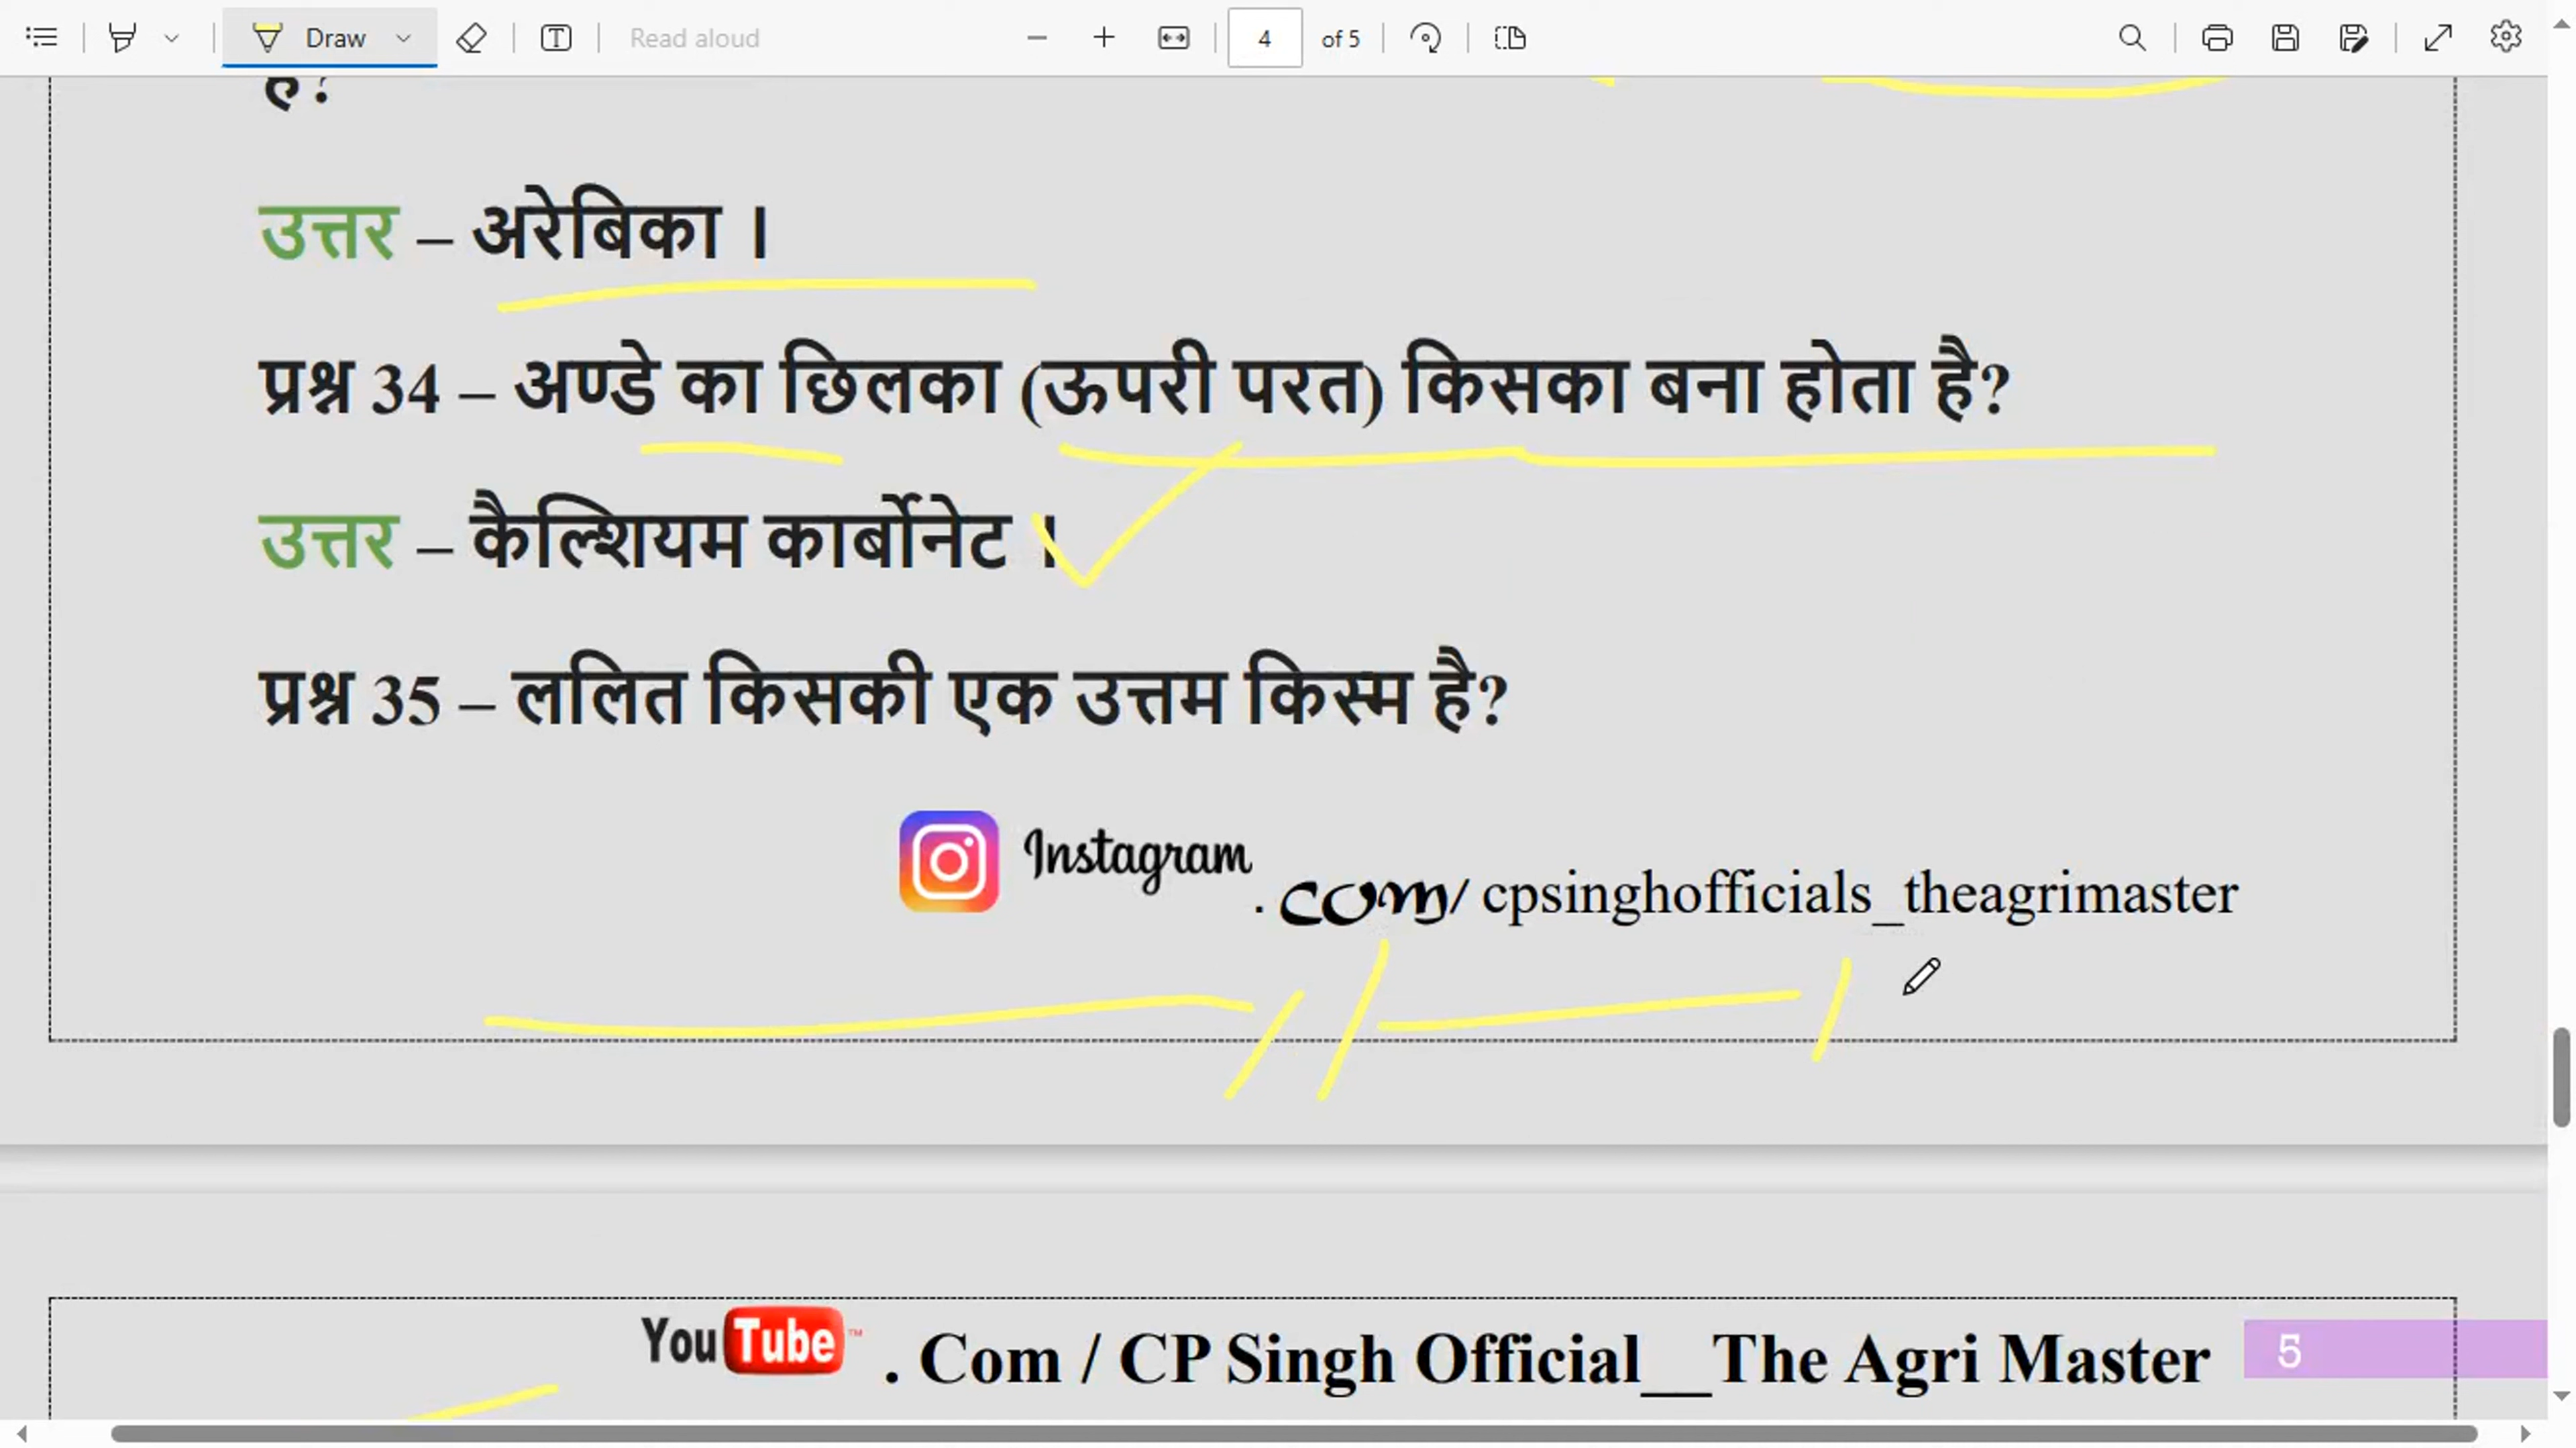 Draw
Read aloud
4 of 5
है?
उत्तर – अरेबिका ।
प्रश्न 34 – अण्डे का छिलका (ऊपरी परत) किसका बना होता है?
उत्तर – कैल्शियम कार्बोनेट ।
प्रश्न 35 – ललित किसकी एक उत्तम किस्म है?
Instagram . com/ cpsinghofficials_theagrimaster
YouTube ™ . Com / CP Singh Official__The Agri Master 5